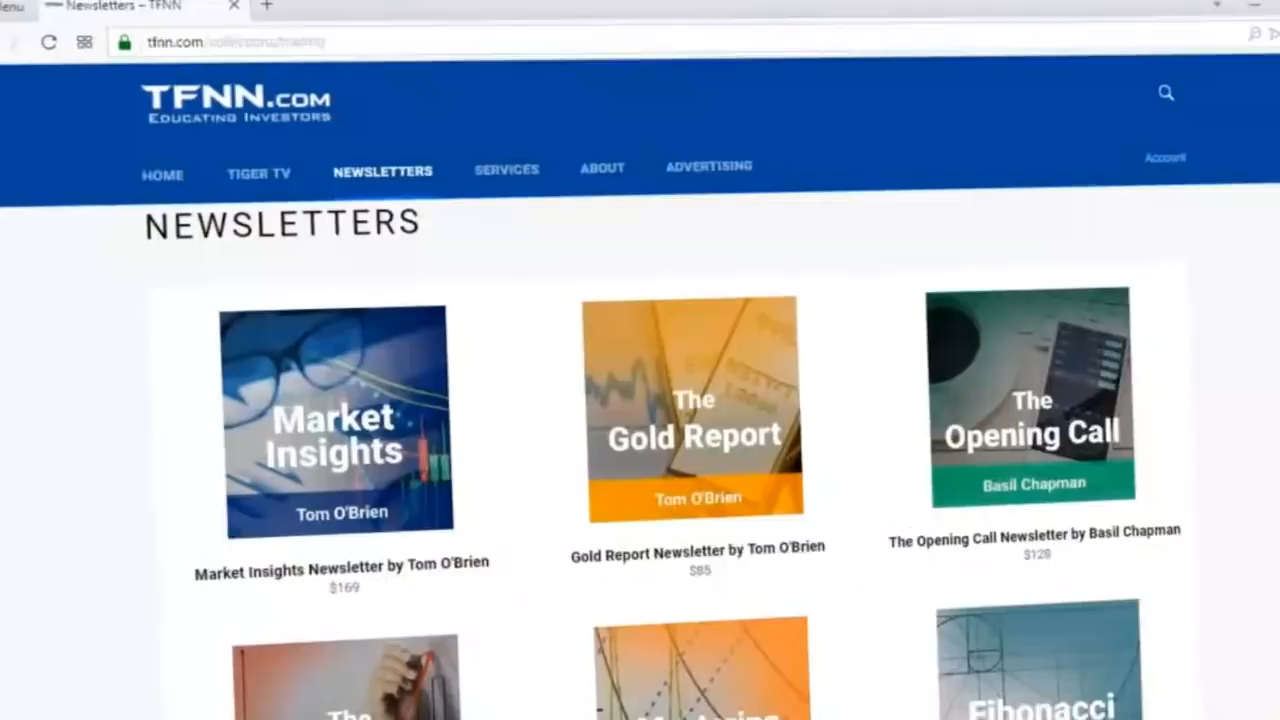 Newsletters – TFNN
tfnn.com
TFNN.COM
EDUCATING INVESTORS
HOME
TIGER TV
NEWSLETTERS
SERVICES
ABOUT
ADVERTISING
Account
NEWSLETTERS
Market
Insights
Tom O'Brien
Market Insights Newsletter by Tom O'Brien
$169
The
Gold Report
Tom O'Brien
Gold Report Newsletter by Tom O'Brien
$85
The
Opening Call
Basil Chapman
The Opening Call Newsletter by Basil Chapman
$128
The
Fibonacci